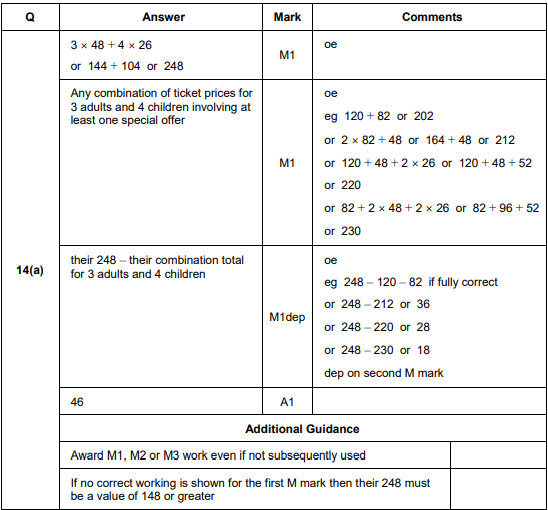 Q Answer Mark Comments
14(a)
3 × 48 + 4 × 26
or 144 + 104 or 248
M1
oe
Any combination of ticket prices for
3 adults and 4 children involving at
least one special offer
M1
oe
eg 120 + 82 or 202
or 2 × 82 + 48 or 164 + 48 or 212
or 120 + 48 + 2 × 26 or 120 + 48 + 52
or 220
or 82 + 2 × 48 + 2 × 26 or 82 + 96 + 52
or 230
their 248 – their combination total
for 3 adults and 4 children
M1dep
oe
eg 248 – 120 – 82 if fully correct
or 248 – 212 or 36
or 248 – 220 or 28
or 248 – 230 or 18
dep on second M mark
46
A1
Additional Guidance
Award M1, M2 or M3 work even if not subsequently used
If no correct working is shown for the first M mark then their 248 must
be a value of 148 or greater